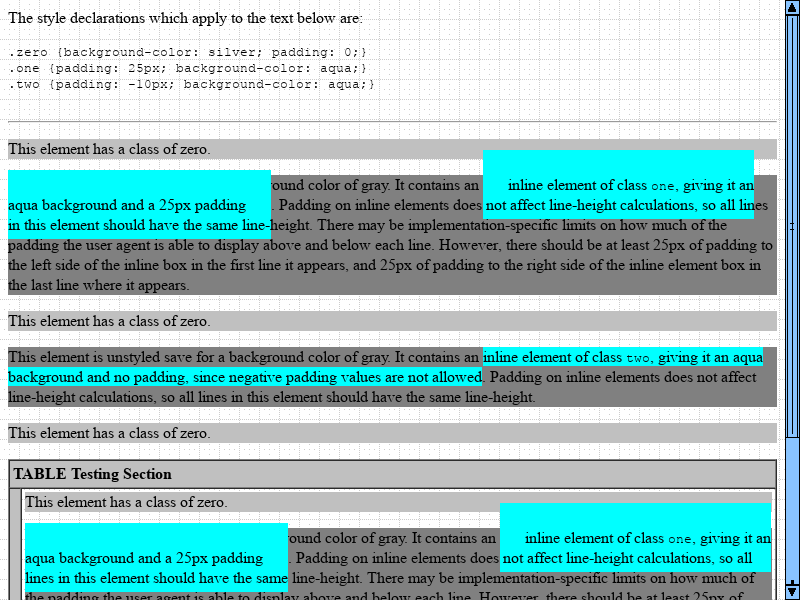 The style declarations which apply to the text below are:
.zero {background-color: silver; padding: 0;}
.one {padding: 25px; background-color: aqua;}
.two {padding: -10px; background-color: aqua;}
This element has a class of zero.
ound color of gray. It contains an inline element of class one, giving it an
aqua background and a 25px padding . Padding on inline elements does not affect line-height calculations, so all lines
in this element should have the same line-height. There may be implementation-specific limits on how much of the
padding the user agent is able to display above and below each line. However, there should be at least 25px of padding to
the left side of the inline box in the first line it appears, and 25px of padding to the right side of the inline element box in
the last line where it appears.
This element has a class of zero.
This element is unstyled save for a background color of gray. It contains an inline element of class two, giving it an aqua
background and no padding, since negative padding values are not allowed. Padding on inline elements does not affect
line-height calculations, so all lines in this element should have the same line-height.
This element has a class of zero.
TABLE Testing Section
This element has a class of zero.
ound color of gray. It contains an inline element of class one, giving it an
aqua background and a 25px padding . Padding on inline elements does not affect line-height calculations, so all
lines in this element should have the same line-height. There may be implementation-specific limits on how much of
the padding the user agent is able to display above and below each line. However, there should be at least 25px of